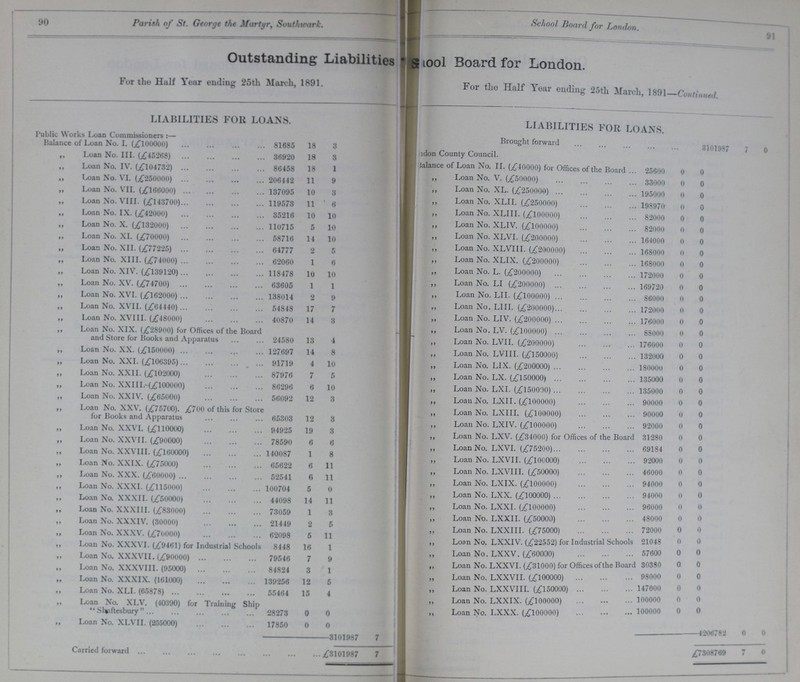 90
Parish of St. George the Martyr, Southwark.
Outstanding Liabilities
For the Half Year ending 25th March, 1891.
LIABILITIES FOR LOANS.
Public Works Loan Commissioners:—
Balance of Loan No. I. (£100000) ... ... ... ... 81685 18 3
,, Loan No. III. (£45268) ... ... ... ... 36920 18 3
,, Loan No. IV. (£104732) ... ... ... ... 86458 18 1
,, Loan No. VI. (£250000) ... ... ... ... 206442 11 9
,, Loan No. VII. (£166000) ... ... ... ... 137095 10 3
,, Loan No. VIII. (£143700)... ... ... ... 119573 11 6
,, Loan No. IX. (£42000) ... ... ... ... 35216 10 10
,, Loan No. X. (£132000) ... ... ... ... 110715 5 10
,, Loan No. XI. (£70000) ... ... ... ... 58716 14 10
,, Loan No. XII. (£77225) ... ... ... ... 64777 2 5
,, Loan No. XIII. (£74000) ... ... ... ... 62060 1 6
,, Loan No. XIV. (£139120) ... ... ... ... 118478 10 10
,, Loan No. XV. (£74700) ... ... ... ... 63605 1 1
,, Loan No. XVI. (£162000) ... ... ... ... 138014 2 9
,, Loan No. XVII. (£64440) ... ... ... ... 54848 17 7
,, Loan No. XVIII. (£48000) ... ... ... 40870 14 3
,, Loan No. XIX. (£28900) for Offices of the Board
and Store for Books and Apparatus ... ... 24580 13 4
,, Loan No. XX. (£150000) ... ... ... ... 127697 14 8
,, Loan No. XXI. (£106395) ... ... ... 91719 4 10
,, Loan No. XXII. (£102000) ... ... ... 87976 7 5
,, Loan No. XXIII. (£100000) ... ... ... 86296 6 10
,, Loan No. XXIV. (£65000) ... ... ... 56092 12 3
,, Loan No. XXV. (£75700). £700 of this for Store
for Books and Apparatus ... ... ... 65303 12 3
,, Loan No. XXVI. (£110000) ... ... ... 94925 19 3
,, Loan No. XXVII. (£90000) ... ... ... 78590 6 6
,, Loan No. XXVIII. (£160000) ... ... ... 140087 1 8
,, Loan No. XXIX. (£75000) ... ... ... 65622 6 11
,, Loan No. XXX. (£60000) ... ... ... ... 52541 6 11
,, Loan No. XXXI. (£115000) ... ... ... 100704 5 0
,, Loan No. XXXII. (£50000) ... ... ... 44098 14 11
,, Loan No. XXXIII. (£83000) ... ... ... 73059 1 3
,, Loan No. XXXIV. (30000) ... ... ... 21449 2 5
,, Loan No. XXXV. (£70000) ... ... ... 62098 5 11
,, Loan No. XXXVI. (£9461) for Industrial Schools 8448 16 1
,, Loan No. XXXVII. (£90000) ... ... ... 79546 7 9
,, Loan No. XXXVIII. (95000) ... ... ... 84824 3 1
,, Loan No. XXXIX. (161000) ... ... ... 139256 12 5
,, Loan No. XLI. (65878) ... ... ... ... 55464 15 4
,, Loan No. XLV. (40390) for Training Ship
"Shaftesbury" ... ... ... ... ... 28273 0 0
,, Loan No. XLVII. (255000) ... ... ... 17850 0 0
3101987 7
Carried forward ... ... ... ... ... ... £3101987 7
School Board for London.
91
School Board for London.
For the Half Year ending 25th March, 1891—Continued.
LIABILITIES FOR LOANS.
Brought forward ... ... ... ... 3101987 7 0
don County Council.
Balance of Loan No. II. (£40000) for Offices of the Board ... 25600 0 0
,, Loan No. V. (£50000) ... ... ... ... 33000 0 0
,, Loan No. XL. (£250000) ... ... ... ... 195000 0 0
,, Loan No. XLII. (£250000) ... ... ... ... 198970 0 0
,, Loan No. XLIII. (£100000) ... ... ... 82000 0 0
,, Loan No. XLIV. (£100000) ... ... ... 82000 0 0
,, Loan No. XLVI. (£200000) ... ... ... 164000 0 0
,, Loan No. XLVIII. (£200000) ... ... ... 168000 0 0
,, Loan No. XLIX. (£200000) ... ... ... 168000 0 0
,, Loan No. L. (£200000) ... ... ... ... 172000 0 0
,, Loan No. LI (£200000) ... ... ... ... 169720 0 0
,, Loan No. LII. (£100000) ... ... ... ... 86000 0 0
,, Loan No. LIII. (£200000)... ... ... ... 172000 0 0
,, Loan No. LIV. (£200000) ... ... ... ... 176000 0 0
,, Loan No. LV. (£100000) ... ... ... ... 88000 0 0
,, Loan No. LVII. (£200000) ... ... ... 176000 0 0
,, Loan No. LVIII. (£150000) ... ... ... 132000 0 0
,, Loan No. LIX. (£200000) ... ... ... ... 180000 0 0
,, Loan No. LX. (£150000) ... ... ... ... 135000 0 0
,, Loan No. LXI. (£150000) ... ... ... ... 135000 0 0
,, Loan No. LXII. (£100000) ... ... ... 90000 0 0
,, Loan No. LXIII. (£100000) ... ... ... 90000 0 0
,, Loan No. LXIV. (£100000) ... ... ... 92000 0 0
,, Loan No. LXV. (£34000) for Offices of the Board 31280 0 0
,, Loan No. LXVI. (£75200)... ... ... ... 69184 0 0
,, Loan No. LXVII. (£100000) ... ... ... 92000 0 0
,, Loan No. LXVIII. (£50000) ... ... ... 46000 0 0
,, Loan No. LXIX. (£100000) ... ... ... 94000 0 0
,, Loan No. LXX. (£100000) ... ... ... ... 94000 0 0
,, Loan No. LXXI. (£100000) ... ... ... 96000 0 0
,, Loan No. LXXII. (£50000) ... ... ... 48000 0 0
,, Loan No. LXXIII. (£75000) ... ... ... 72000 0 0
,, Loan No. LXXIV. (£22552) for Industrial Schools 21048 0 0
,, Loan No. LXXV. (£60000) ... ... ... 57600 0 0
,, Loan No. LXXVI. (£31000) for Offices of the Board 30380 0 0
,, Loan No. LXXVII. (£100000) ... ... ... 98000 0 0
,, Loan No. LXXVIII. (£150000) ... ... ... 147000 0 0
,, Loan No. LXXIX. (£100000) ... ... ... 100000 0 0
,, Loan No. LXXX. (£100000) ... ... ... 100000 0 0
4206782 0 0
£7308769 7 0